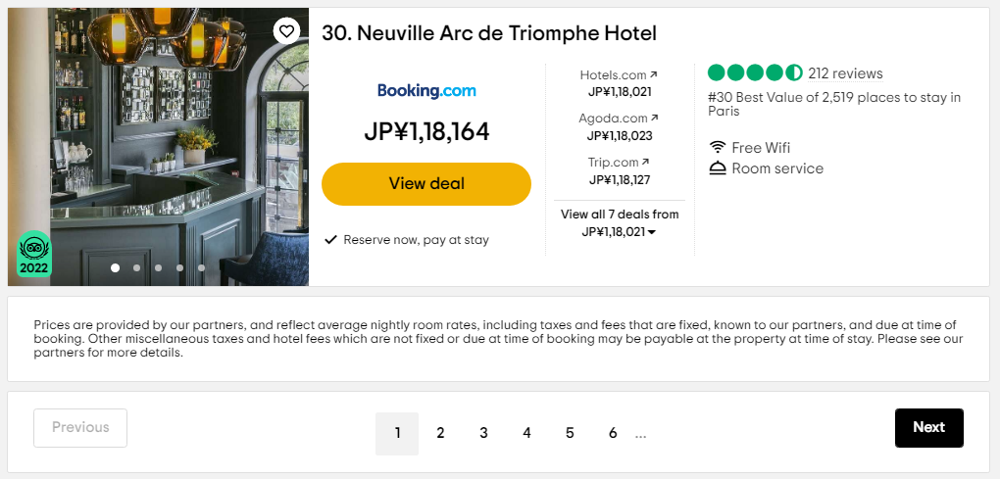 30. Neuville Arc de Triomphe Hotel
Booking.com
JP¥1,18,164
View deal
Reserve now, pay at stay
Hotels.com
JP¥1,18,021
Agoda.com
JP¥1,18,023
Trip.com
JP¥1,18,127
View all 7 deals from
JP¥1,18,021
212 reviews
#30 Best Value of 2,519 places to stay in
Paris
Free Wifi
Room service
2022
Prices are provided by our partners, and reflect average nightly room rates, including taxes and fees that are fixed, known to our partners, and due at time of
booking. Other miscellaneous taxes and hotel fees which are not fixed or due at time of booking may be payable at the property at time of stay. Please see our
partners for more details.
Previous
1 2 3 4 5 6 ...
Next